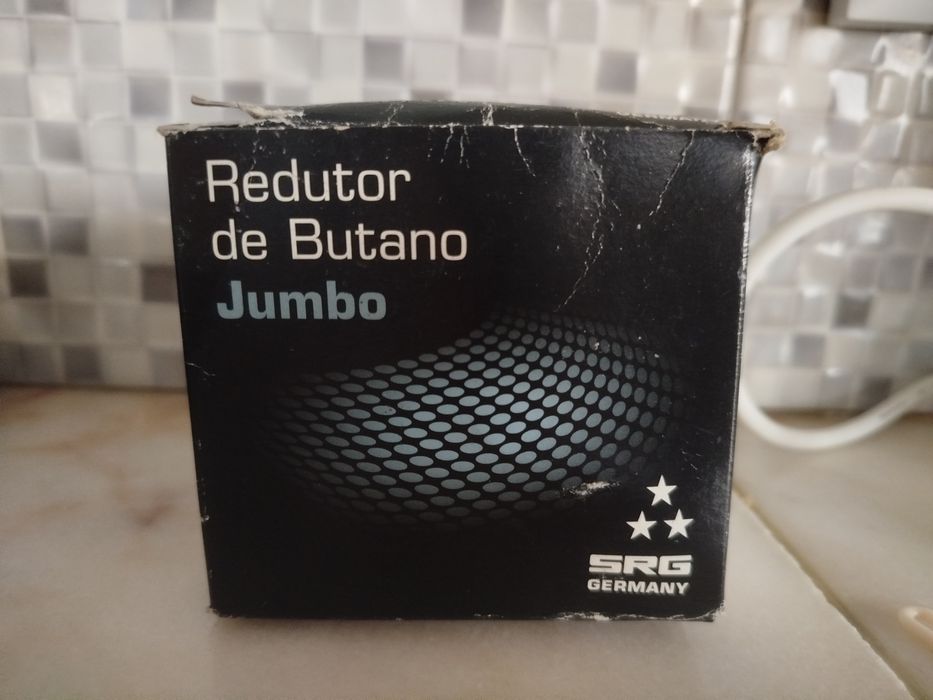 Redutor
de Butano
Jumbo
SRG
GERMANY